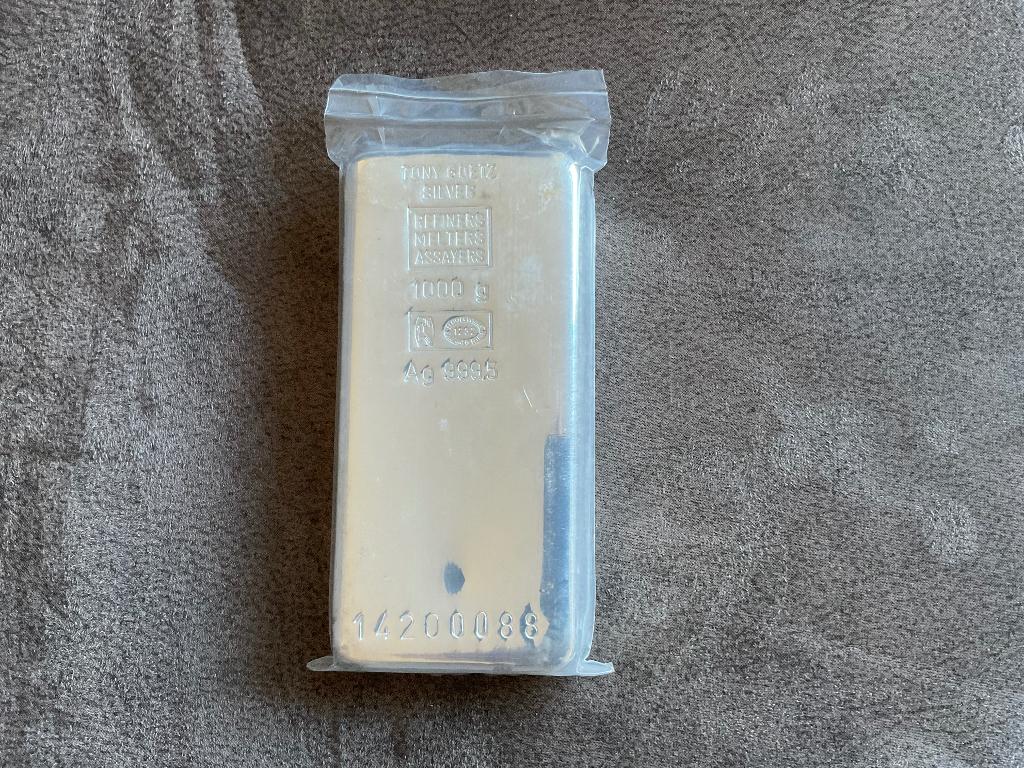 TONY GOETZ
SILVER
REFINERS
MELTERS
ASSAYERS
1000 g
Ag 999,5
14200088